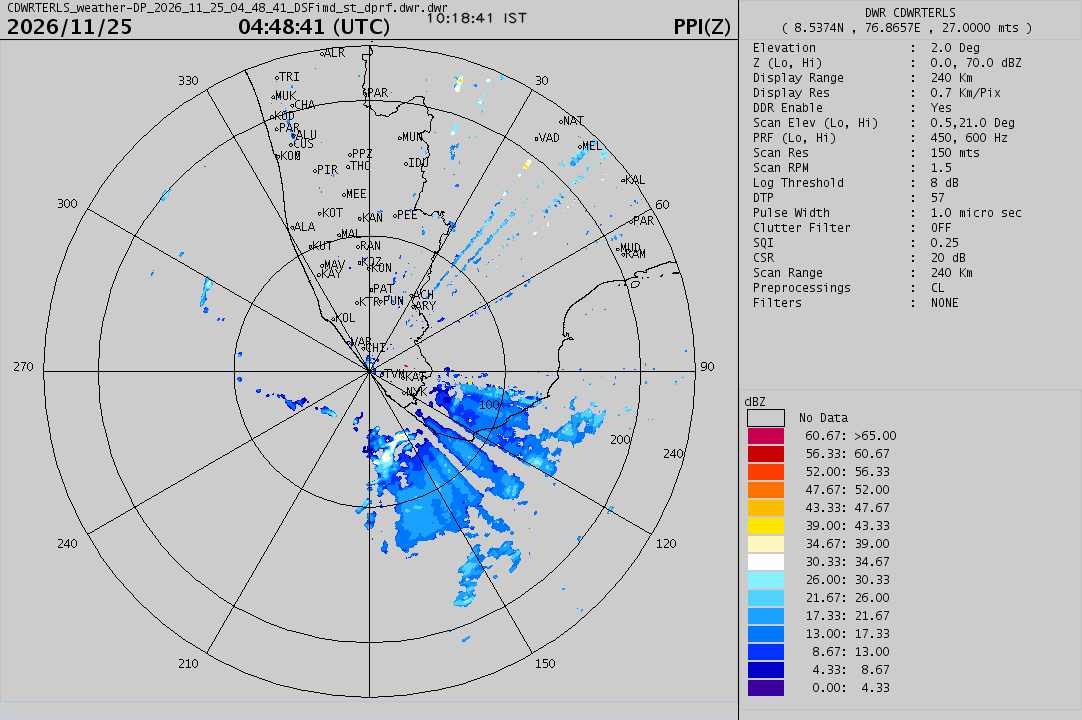 CDWRTERLS_weather-DP_2026_11_25_04_48_41_DSFimd_st_dprf.dwr.dwr
10:18:41 IST
2026/11/25 04:48:41 (UTC) PPI(Z)
DWR CDWRTERLS
( 8.5374N , 76.8657E , 27.0000 mts )
Elevation : 2.0 Deg
Z (Lo, Hi) : 0.0, 70.0 dBZ
Display Range : 240 Km
Display Res : 0.7 Km/Pix
DDR Enable : Yes
Scan Elev (Lo, Hi) : 0.5,21.0 Deg
PRF (Lo, Hi) : 450, 600 Hz
Scan Res : 150 mts
Scan RPM : 1.5
Log Threshold : 8 dB
DTP : 57
Pulse Width : 1.0 micro sec
Clutter Filter : OFF
SQI : 0.25
CSR : 20 dB
Scan Range : 240 Km
Preprocessings : CL
Filters : NONE
dBZ
No Data
60.67: >65.00
56.33: 60.67
52.00: 56.33
47.67: 52.00
43.33: 47.67
39.00: 43.33
34.67: 39.00
30.33: 34.67
26.00: 30.33
21.67: 26.00
17.33: 21.67
13.00: 17.33
8.67: 13.00
4.33: 8.67
0.00: 4.33
ALR
330
TRI
30
MUK
PAR
CHA
KOD
NAT
PAR
ALU
MUN
VAD
CUS
MEL
PPZ
THO
IDU
PIR
KAL
MEE
300
60
KOT
KAN
PEE
PAR
ALA
MAL
KUT
RAN
MUD
RAM
MAV
KOZ
KON
KAY
PAT
ACH
KTR
PUN
ARY
KOL
VAR
CHI
270
90
TVM
KAT
NYK
100
200
240
240
120
210
150